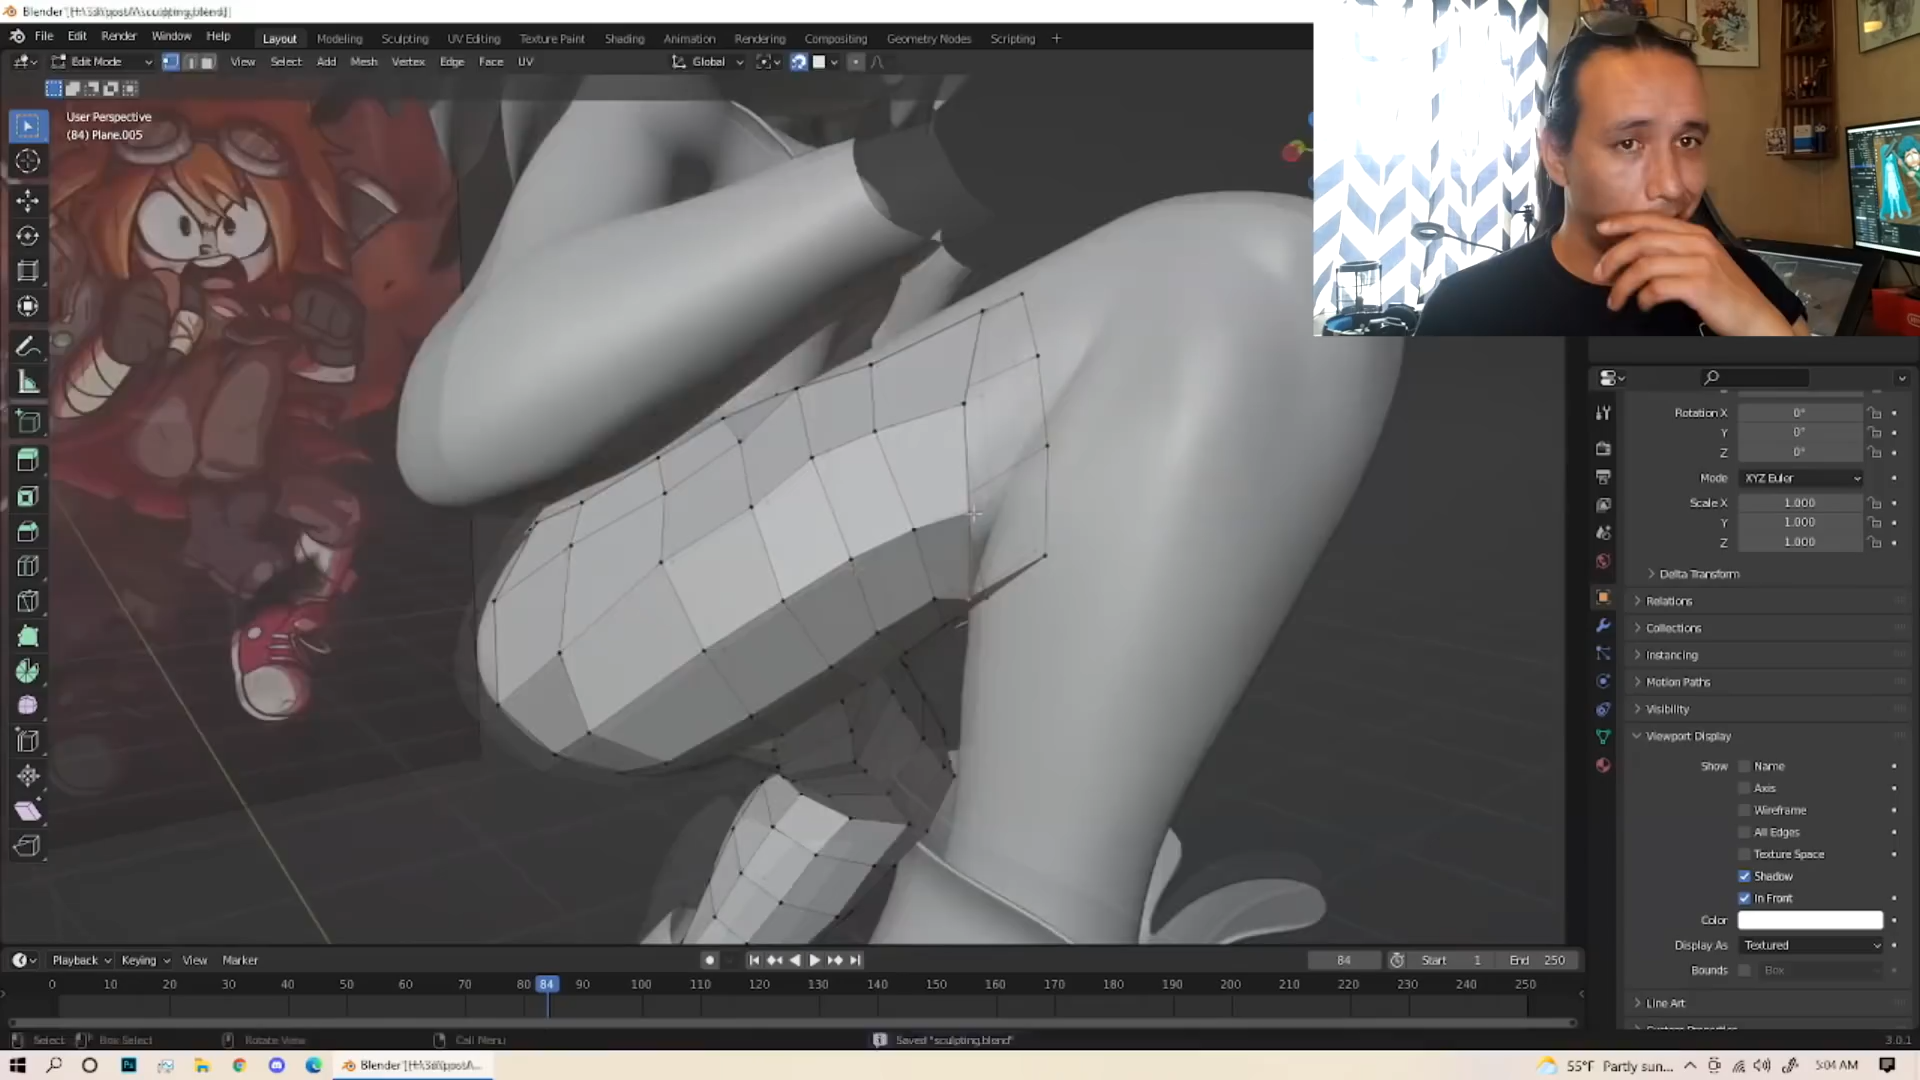 Blender
File Edit Render Window Help Layout Modeling Sculpting UV Editing Texture Paint Shading Animation Rendering Compositing Geometry Nodes Scripting +
Edit Mode View Select Add Mesh Vertex Edge Face UV Global
User Perspective
(84) Plane.005
Rotation X 0°
Y 0°
Z 0°
Mode XYZ Euler
Scale X 1.000
Y 1.000
Z 1.000
Delta Transform
Relations
Collections
Instancing
Motion Paths
Visibility
Viewport Display
Show Name
Axis
Wireframe
All Edges
Texture Space
Shadow
In Front
Color
Display As Textured
Bounds Box
Line Art
Playback Keying View Marker 84 Start 1 End 250
0 10 20 30 40 50 60 70 80 84 90 100 110 120 130 140 150 160 170 180 190 200 210 220 230 240 250
Select Box Select Rotate View Call Menu Saved "sculpting.blend" 3.0.1
Blender 55°F Partly sun... 5:04 AM